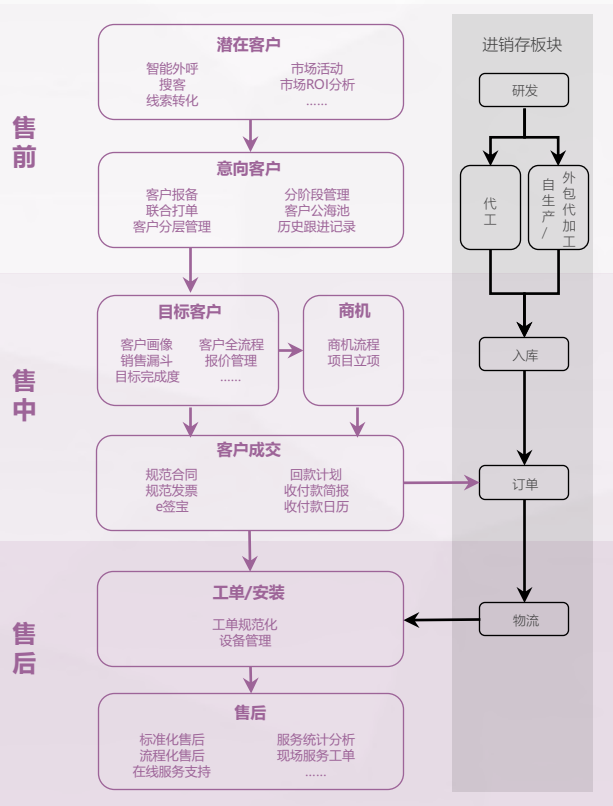 售前
潜在客户
智能外呼
搜客
线索转化
市场活动
市场ROI分析
......
意向客户
客户报备
联合打单
客户分层管理
分阶段管理
客户公海池
历史跟进记录
售中
目标客户
客户画像
销售漏斗
目标完成度
客户全流程
报价管理
......
商机
商机流程
项目立项
客户成交
规范合同
规范发票
e签宝
回款计划
收付款简报
收付款日历
售后
工单/安装
工单规范化
设备管理
售后
标准化售后
流程化售后
在线服务支持
服务统计分析
现场服务工单
......
进销存板块
研发
代工
自生产/
外包代加工
入库
订单
物流